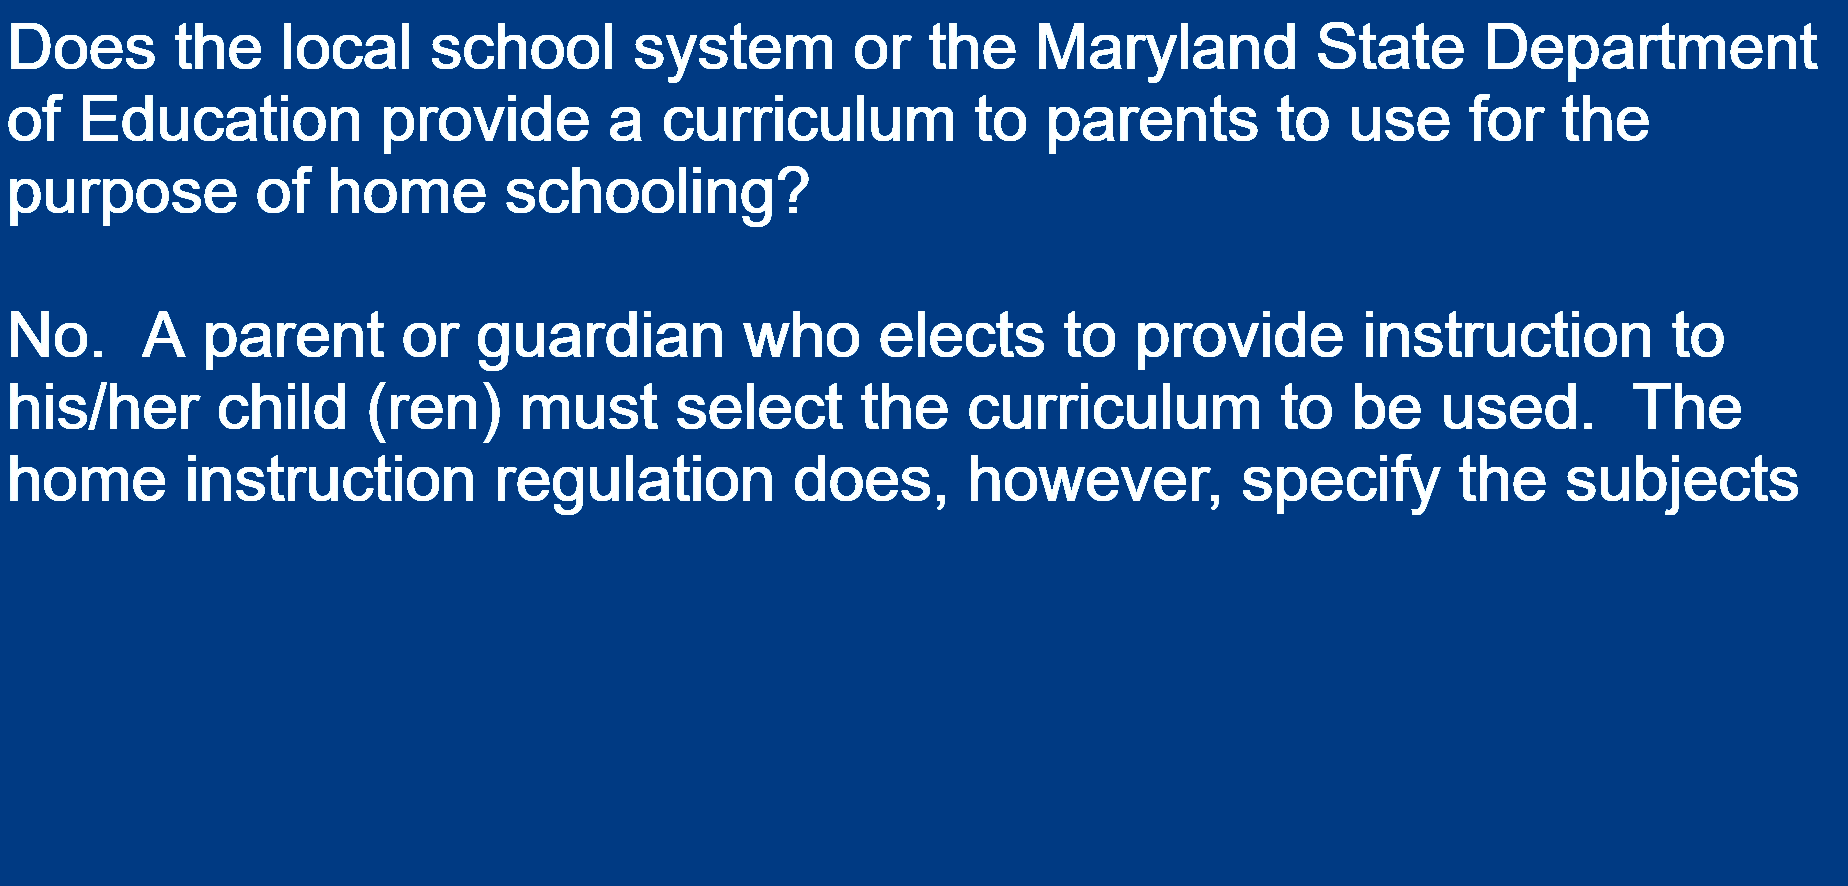 Does the local school system or the Maryland State Department
of Education provide a curriculum to parents to use for the
purpose of home schooling?
No.  A parent or guardian who elects to provide instruction to
his/her child (ren) must select the curriculum to be used.  The
home instruction regulation does, however, specify the subjects